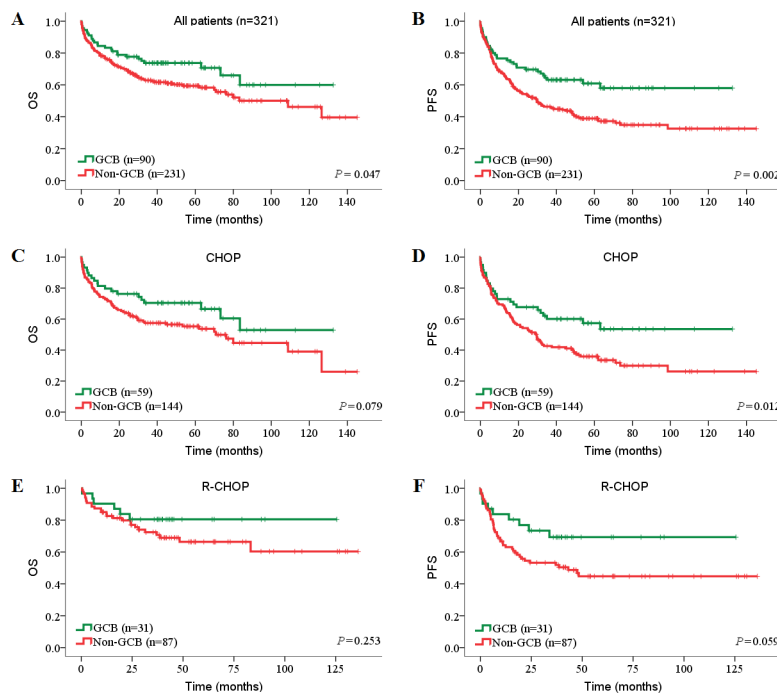 A
All patients (n=321)
OS
1.0
0.8
0.6
0.4
0.2
0.0
GCB (n=90)
Non-GCB (n=231)
P = 0.047
0 20 40 60 80 100 120 140
Time (months)
B
All patients (n=321)
PFS
1.0
0.8
0.6
0.4
0.2
0.0
GCB (n=90)
Non-GCB (n=231)
P = 0.002
0 20 40 60 80 100 120 140
Time (months)
C
CHOP
OS
1.0
0.8
0.6
0.4
0.2
0.0
GCB (n=59)
Non-GCB (n=144)
P=0.079
0 20 40 60 80 100 120 140
Time (months)
D
CHOP
PFS
1.0
0.8
0.6
0.4
0.2
0.0
GCB (n=59)
Non-GCB (n=144)
P=0.012
0 20 40 60 80 100 120 140
Time (months)
E
R-CHOP
OS
1.0
0.8
0.6
0.4
0.2
0.0
GCB (n=31)
Non-GCB (n=87)
P=0.253
0 25 50 75 100 125
Time (months)
F
R-CHOP
PFS
1.0
0.8
0.6
0.4
0.2
0.0
GCB (n=31)
Non-GCB (n=87)
P=0.059
0 25 50 75 100 125
Time (months)